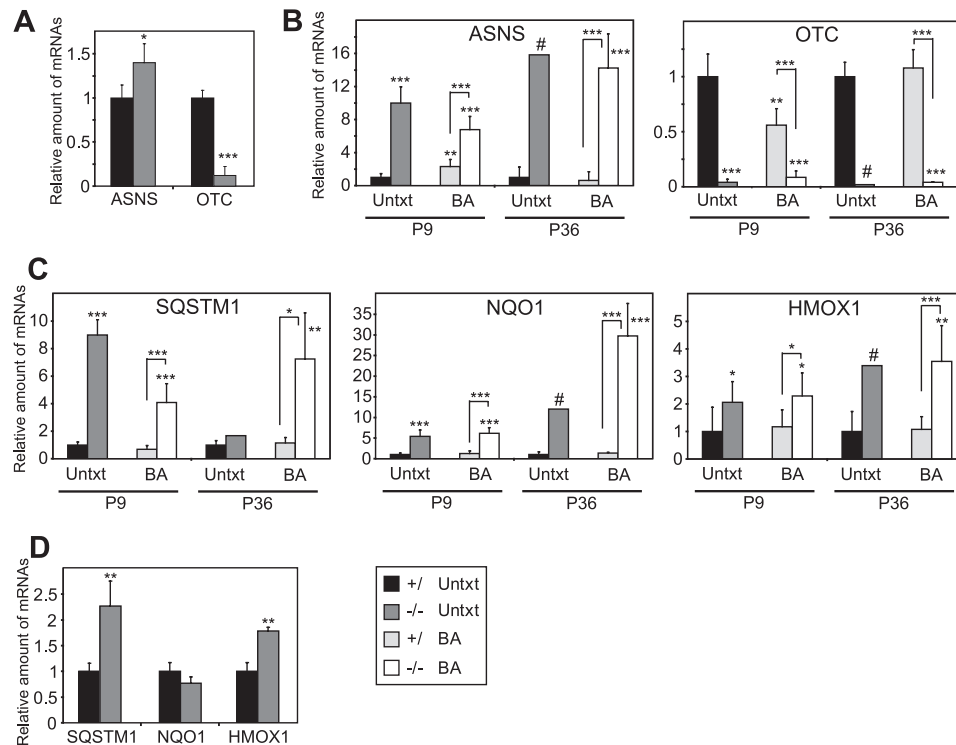 A
Relative amount of mRNAs
1.5
1
0.5
0
*
***
ASNS OTC
B
Relative amount of mRNAs
ASNS
16
12
8
4
0
***
**
***
***
#
***
***
Untxt BA Untxt BA
P9 P36
OTC
1
0.5
0
***
**
***
***
#
***
***
Untxt BA Untxt BA
P9 P36
C
Relative amount of mRNAs
SQSTM1
10
8
6
4
2
0
***
***
***
*
**
Untxt BA Untxt BA
P9 P36
NQO1
35
30
25
20
15
10
5
0
***
***
***
#
***
***
Untxt BA Untxt BA
P9 P36
HMOX1
5
4
3
2
1
0
*
*
*
#
***
**
Untxt BA Untxt BA
P9 P36
D
Relative amount of mRNAs
2.5
2
1.5
1
0.5
0
**
**
SQSTM1 NQO1 HMOX1
+/ Untxt
-/- Untxt
+/ BA
-/- BA